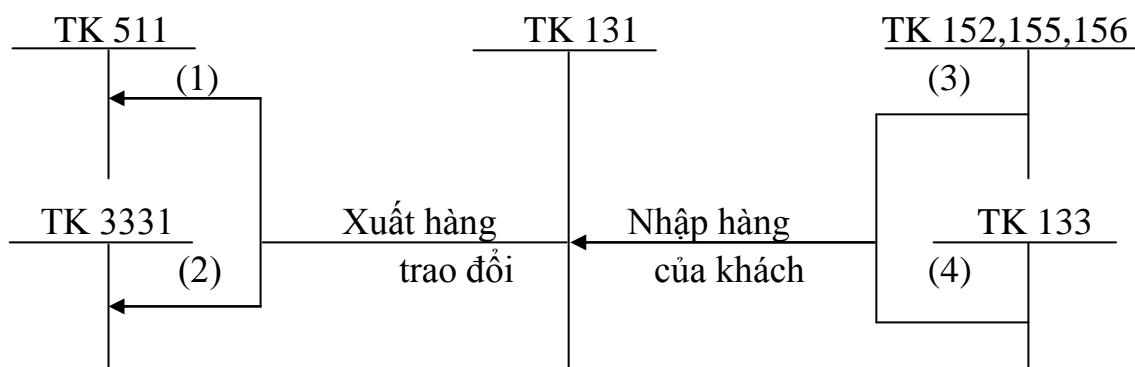 TK 511
TK 131
TK 152,155,156
(1)
(3)
TK 3331
Xuất hàng
trao đổi
Nhập hàng
của khách
TK 133
(2)
(4)